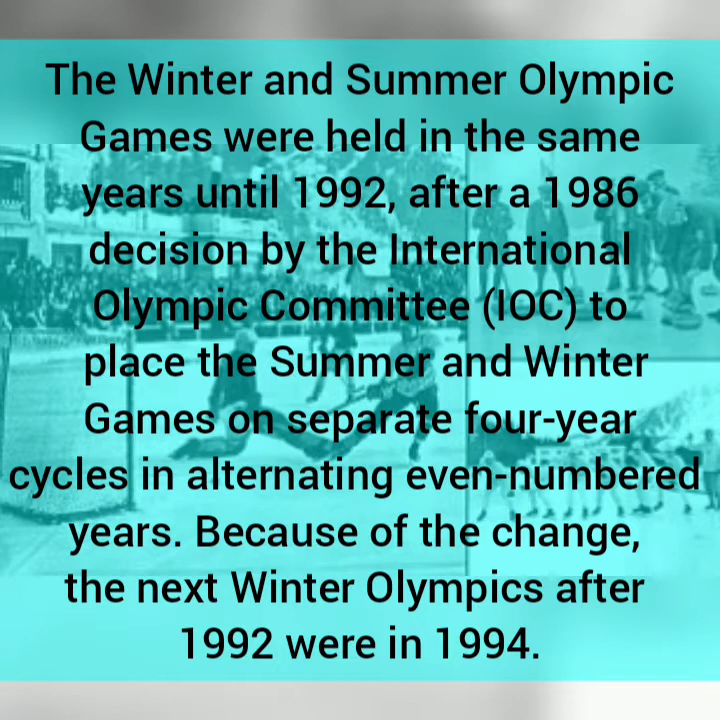 The Winter and Summer Olympic
Games were held in the same
years until 1992, after a 1986
decision by the International
Olympic Committee (IOC) to
place the Summer and Winter
Games on separate four-year
cycles in alternating even-numbered
years. Because of the change,
the next Winter Olympics after
1992 were in 1994.